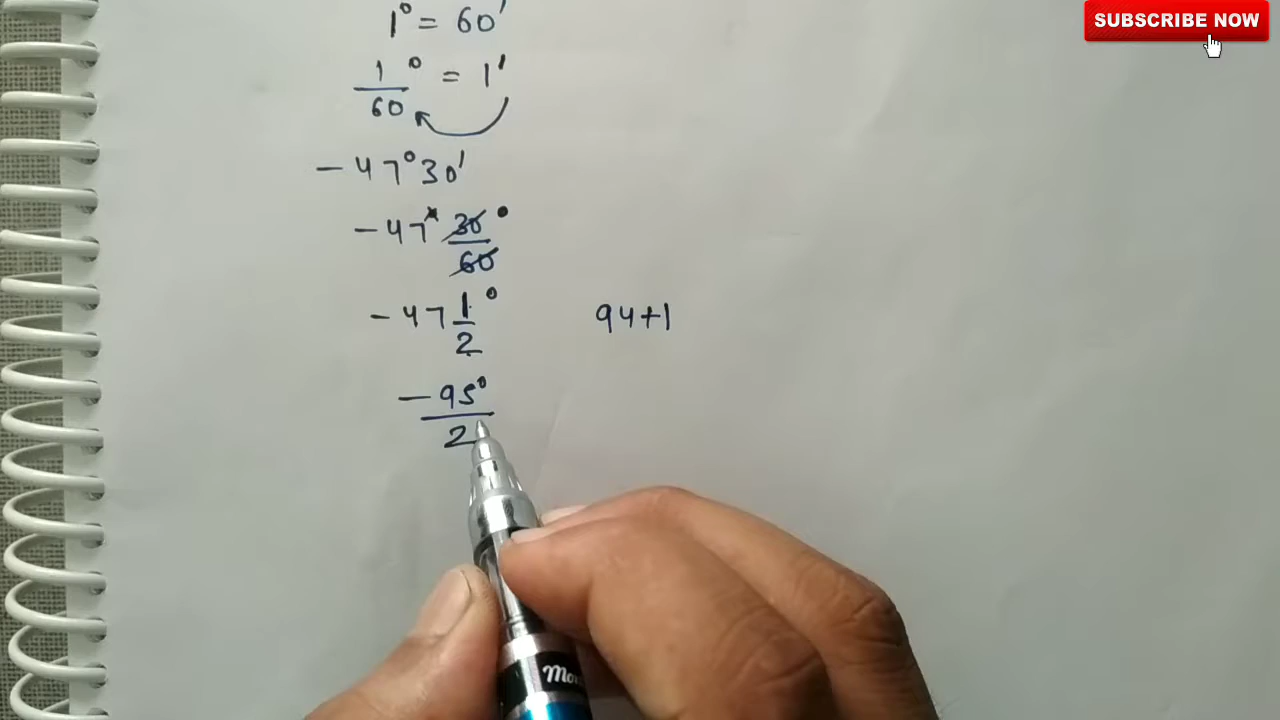 SUBSCRIBE NOW
1° = 60'
1/60° = 1'
-47°30'
-47° 30/60°
-47 1/2° 94+1
-95°/2